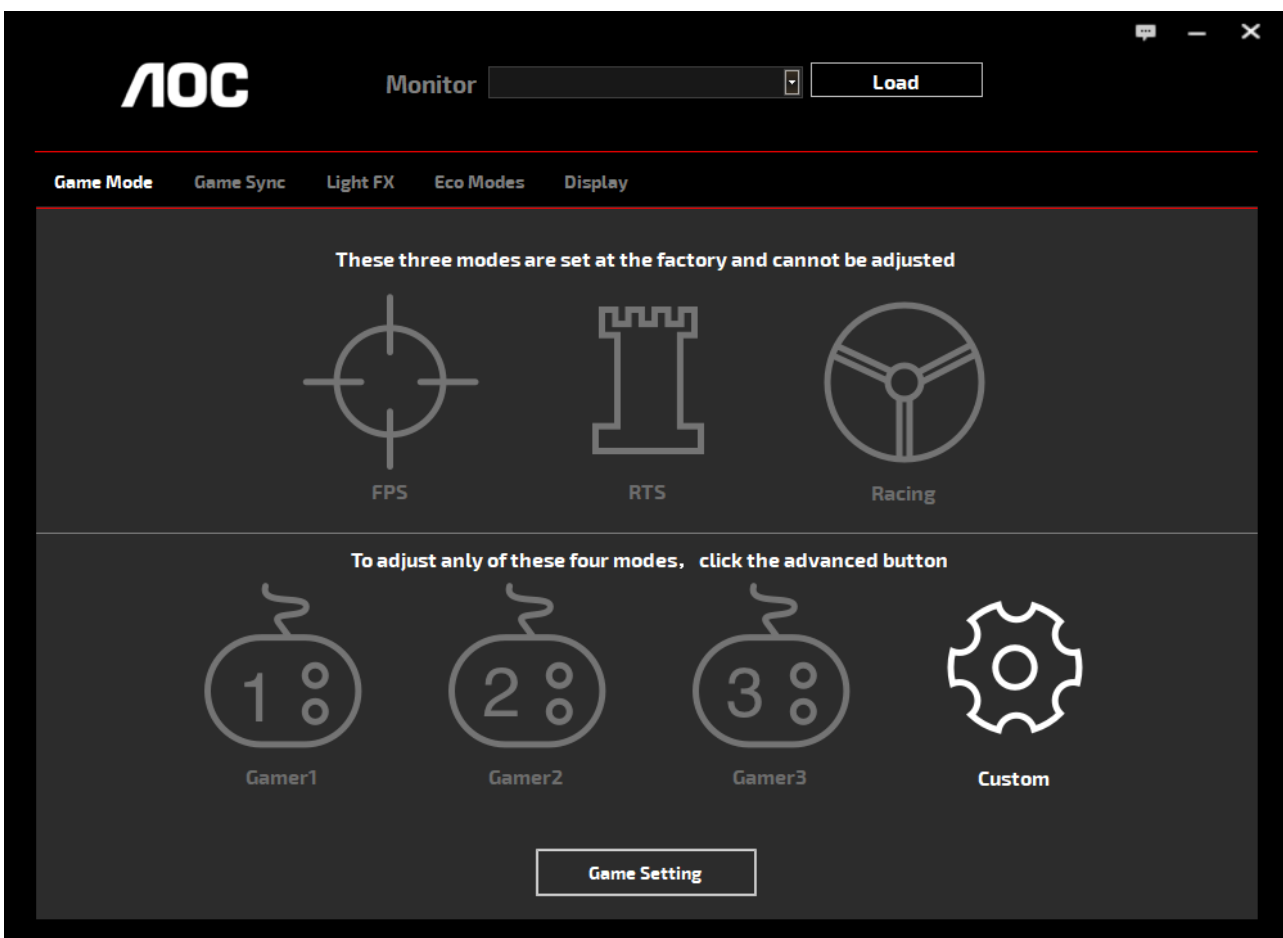 AOC
Monitor
Load
Game Mode Game Sync Light FX Eco Modes Display
These three modes are set at the factory and cannot be adjusted
FPS RTS Racing
To adjust anly of these four modes， click the advanced button
1 2 3
Gamer1 Gamer2 Gamer3 Custom
Game Setting